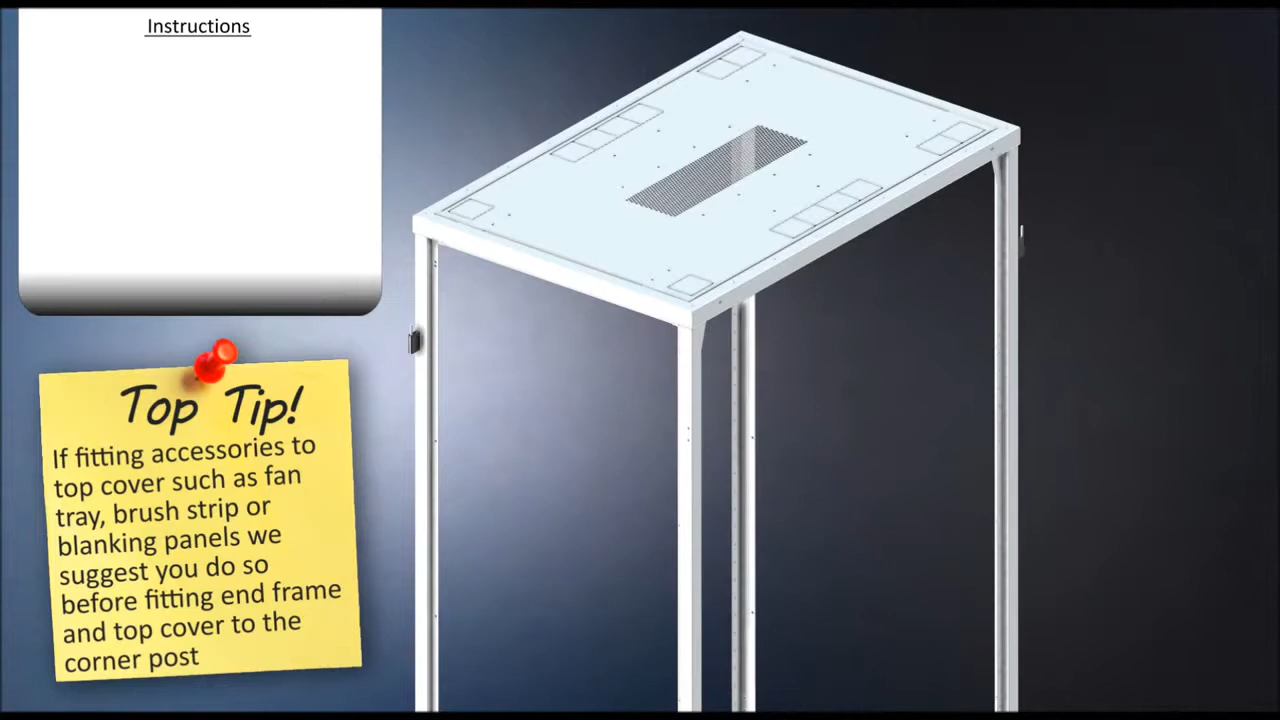 Instructions
Top Tip!
If fitting accessories to
top cover such as fan
tray, brush strip or
blanking panels we
suggest you do so
before fitting end frame
and top cover to the
corner post